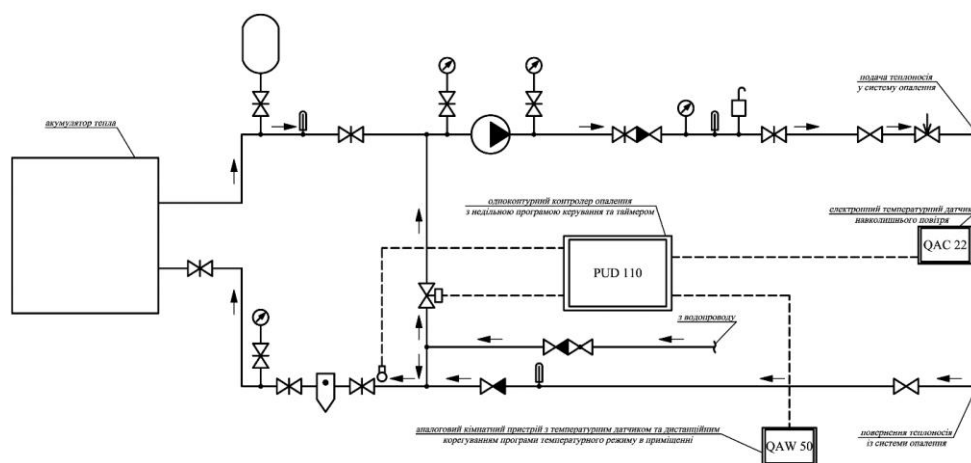 подача теплоносія
у систему опалення
акумулятор тепла
одноконтурний контролер опалення
з недільною програмою керування та таймером
електронний температурний датчик
навколишнього повітря
QAC 22
PUD 110
з водопроводу
аналоговий кімнатний пристрій з температурним датчиком та дистанційним
корегуванням програми температурного режиму в приміщенні
QAW 50
повернення теплоносія
із системи опалення